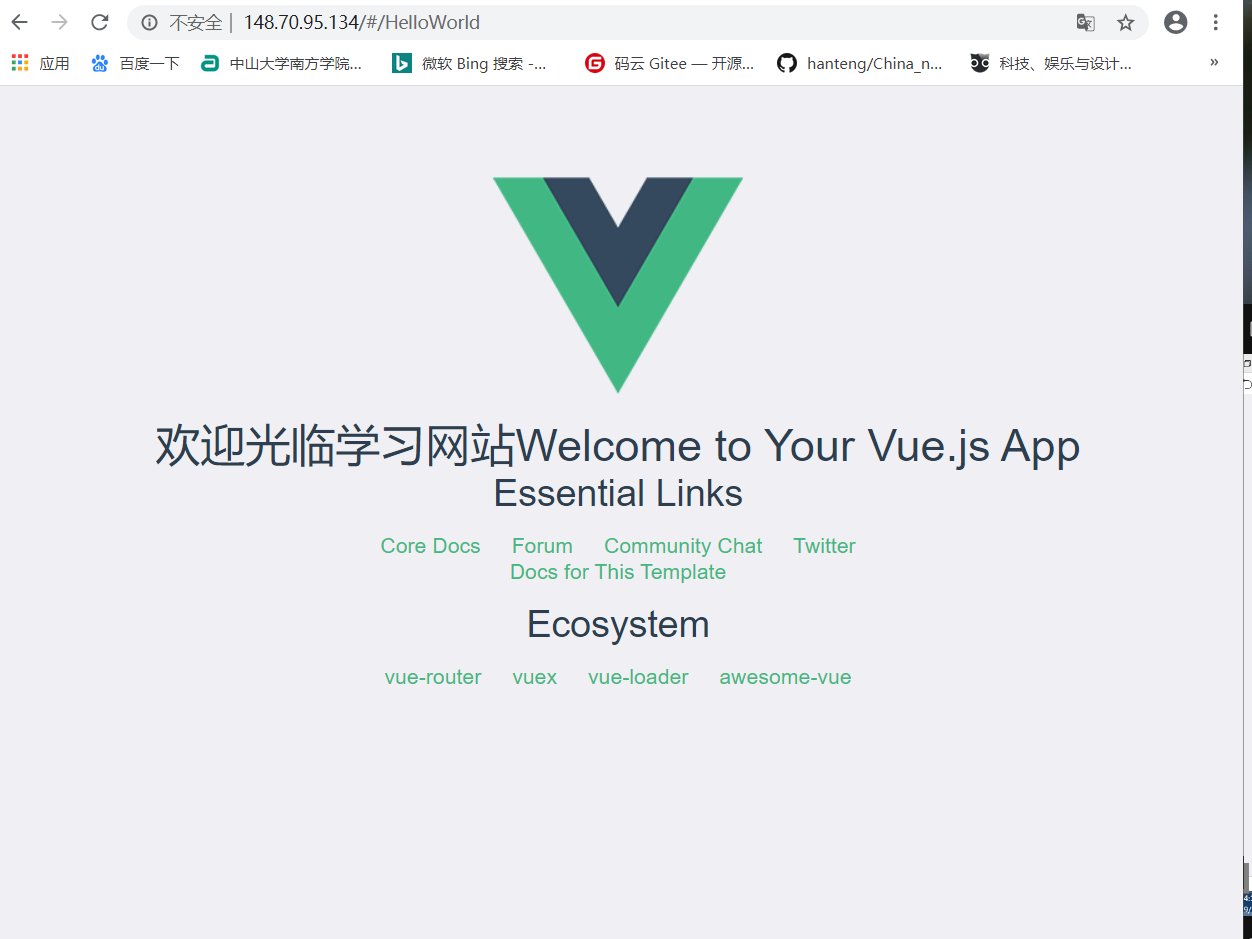 不安全 | 148.70.95.134/#/HelloWorld
应用 百度一下 中山大学南方学院... 微软 Bing 搜索 -... 码云 Gitee — 开源... hanteng/China_n... 科技、娱乐与设计... »
欢迎光临学习网站Welcome to Your Vue.js App
Essential Links
Core Docs Forum Community Chat Twitter
Docs for This Template
Ecosystem
vue-router vuex vue-loader awesome-vue